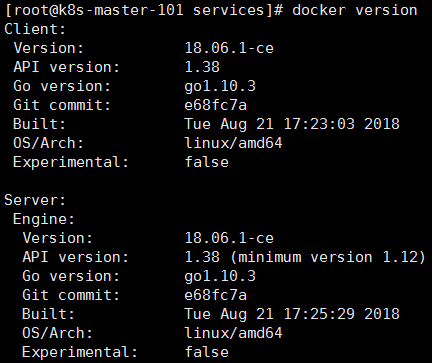 [root@k8s-master-101 services]# docker version
Client:
 Version:           18.06.1-ce
 API version:       1.38
 Go version:        go1.10.3
 Git commit:        e68fc7a
 Built:             Tue Aug 21 17:23:03 2018
 OS/Arch:           linux/amd64
 Experimental:      false

Server:
 Engine:
  Version:          18.06.1-ce
  API version:      1.38 (minimum version 1.12)
  Go version:       go1.10.3
  Git commit:       e68fc7a
  Built:            Tue Aug 21 17:25:29 2018
  OS/Arch:          linux/amd64
  Experimental:     false